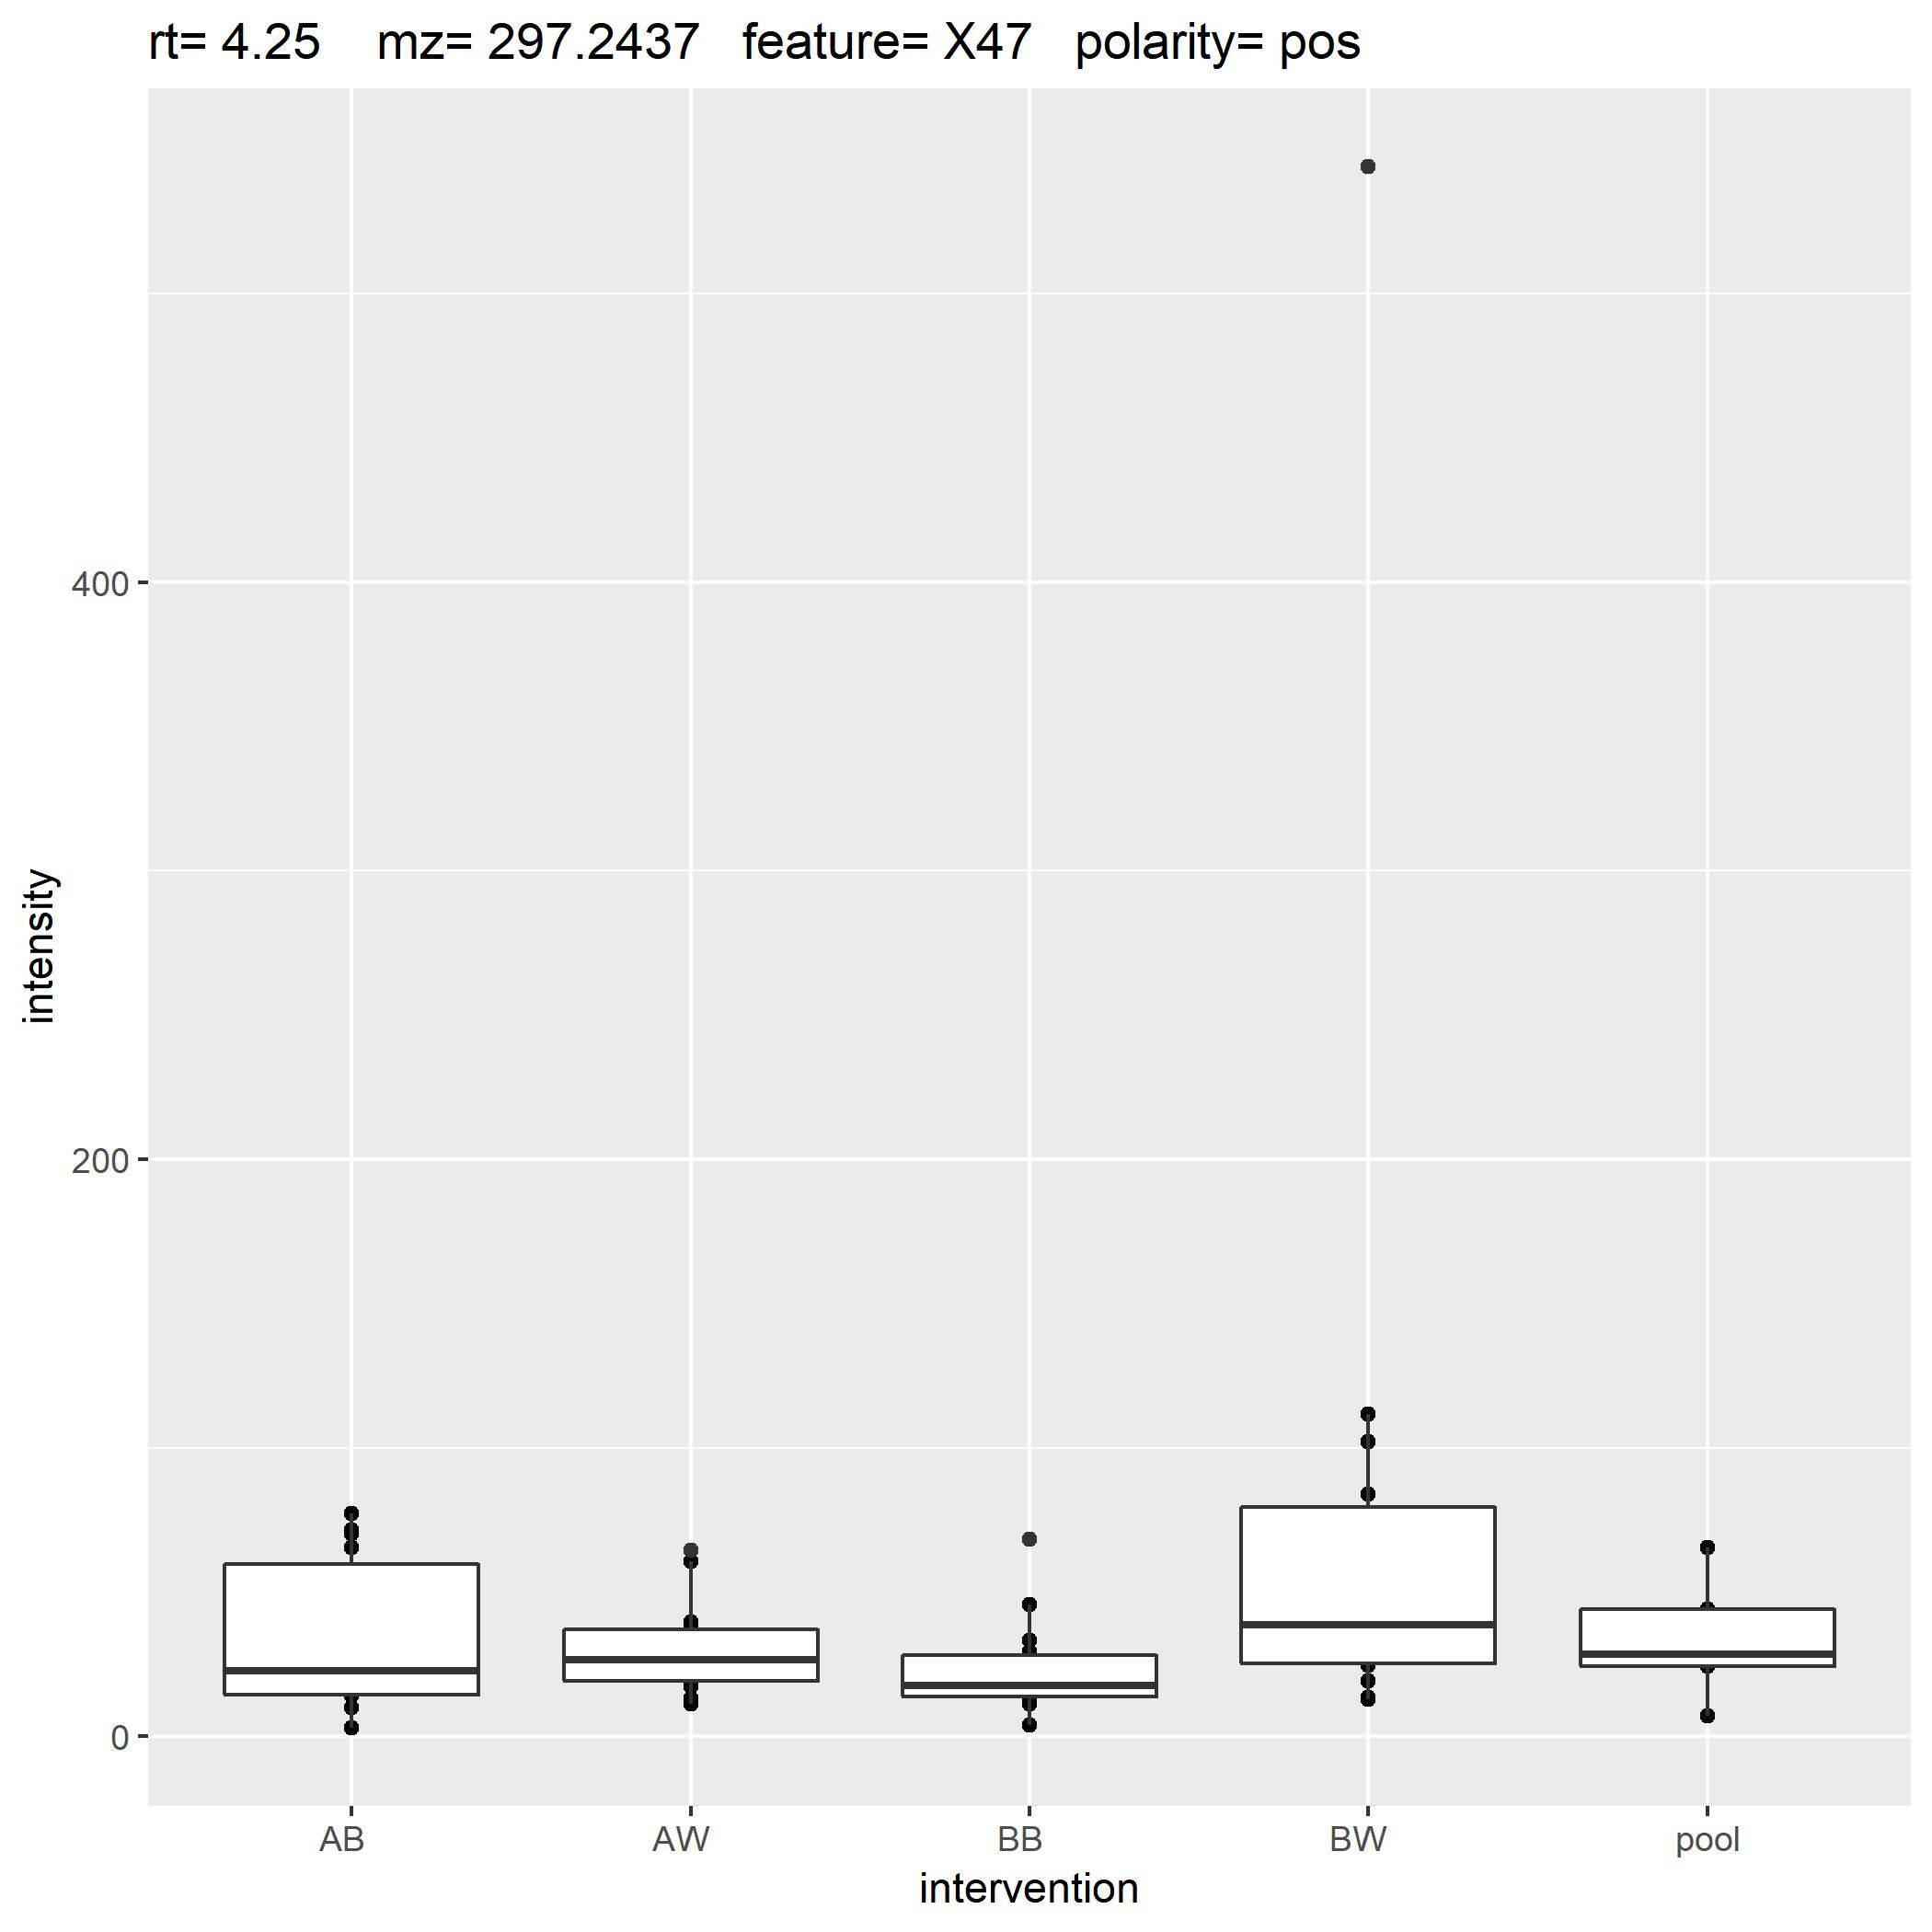 rt= 4.25 mz= 297.2437 feature= X47 polarity= pos
intensity
400
200
0
AB AW BB BW pool
intervention